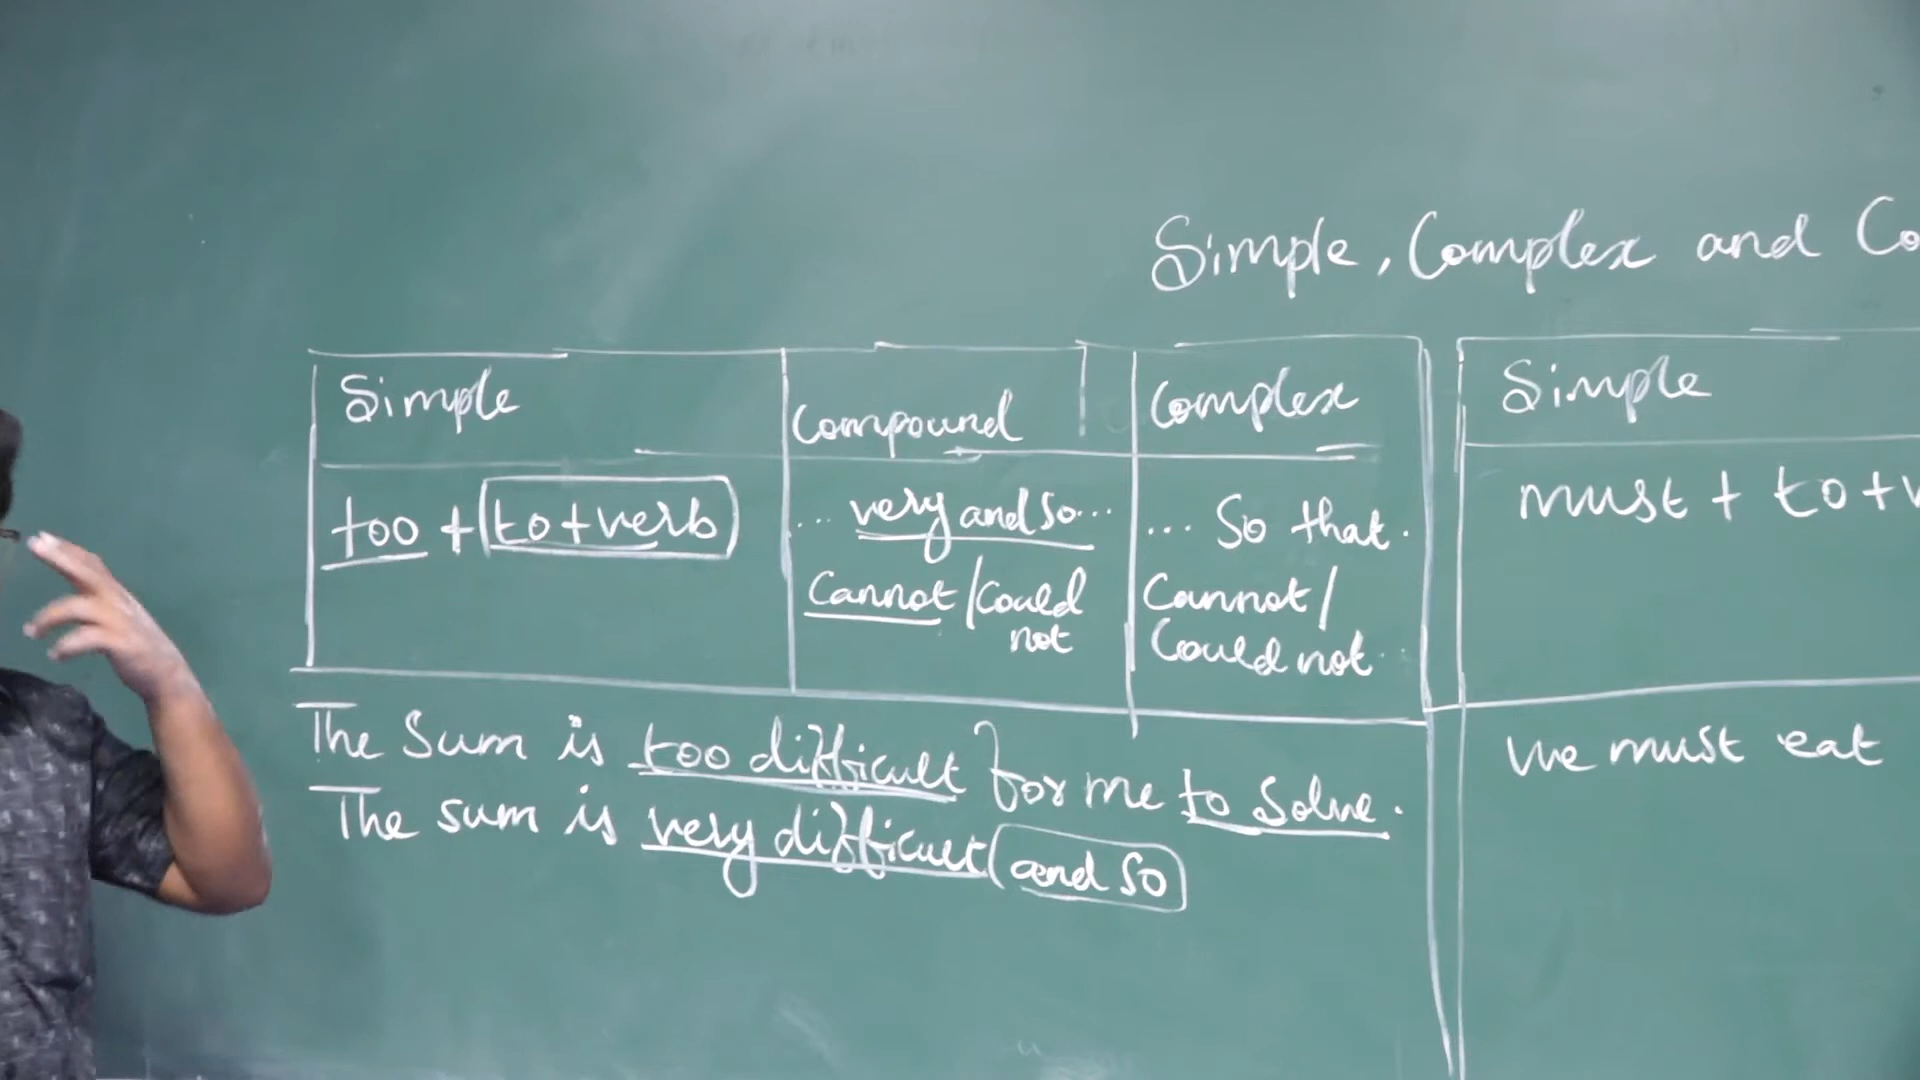 Simple, Complex and Co
Simple
Compound
Complex
too + to+verb
... very and so...
Cannot/Could
not
... So that.
Cannot/
Could not..
The Sum is too difficult for me to Solve.
The sum is very difficult and so
Simple
must + to+v
We must eat